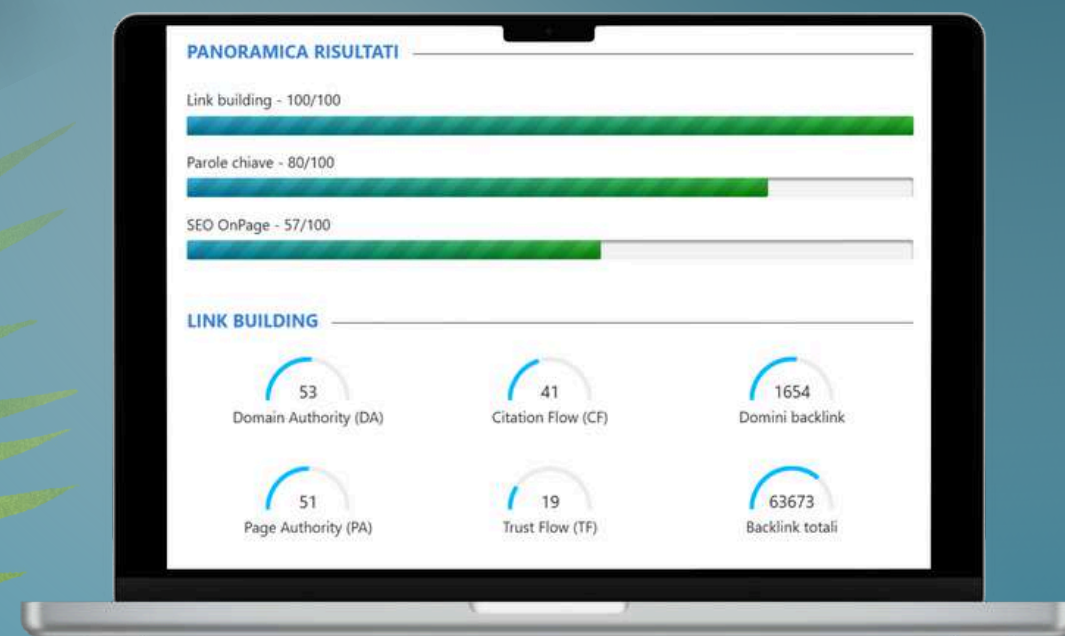 PANORAMICA RISULTATI
Link building - 100/100
Parole chiave - 80/100
SEO OnPage - 57/100
LINK BUILDING
53
Domain Authority (DA)
41
Citation Flow (CF)
1654
Domini backlink
51
Page Authority (PA)
19
Trust Flow (TF)
63673
Backlink totali